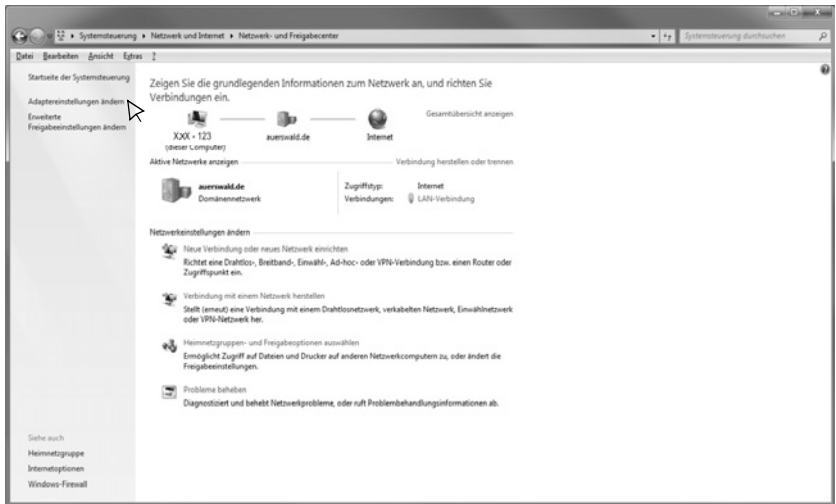 Systemsteuerung ▸ Netzwerk und Internet ▸ Netzwerk- und Freigabecenter
Systemsteuerung durchsuchen
Datei Bearbeiten Ansicht Extras ?
Startseite der Systemsteuerung
Adaptereinstellungen ändern
Erweiterte
Freigabeeinstellungen ändern
Zeigen Sie die grundlegenden Informationen zum Netzwerk an, und richten Sie
Verbindungen ein.
Gesamtübersicht anzeigen
XXX - 123
(dieser Computer)
auerswald.de
Internet
Aktive Netzwerke anzeigen
Verbindung herstellen oder trennen
auerswald.de
Domänennetzwerk
Zugriffstyp: Internet
Verbindungen: LAN-Verbindung
Netzwerkeinstellungen ändern
Neue Verbindung oder neues Netzwerk einrichten
Richtet eine Drahtlos-, Breitband-, Einwähl-, Ad-hoc- oder VPN-Verbindung bzw. einen Router oder
Zugriffspunkt ein.
Verbindung mit einem Netzwerk herstellen
Stellt (erneut) eine Verbindung mit einem Drahtlosnetzwerk, verkabelten Netzwerk, Einwählnetzwerk
oder VPN-Netzwerk her.
Heimnetzgruppen- und Freigabeoptionen auswählen
Ermöglicht Zugriff auf Dateien und Drucker auf anderen Netzwerkcomputern zu, oder ändert die
Freigabeeinstellungen.
Probleme beheben
Diagnostiziert und behebt Netzwerkprobleme, oder ruft Problembehandlungsinformationen ab.
Siehe auch
Heimnetzgruppe
Internetoptionen
Windows-Firewall